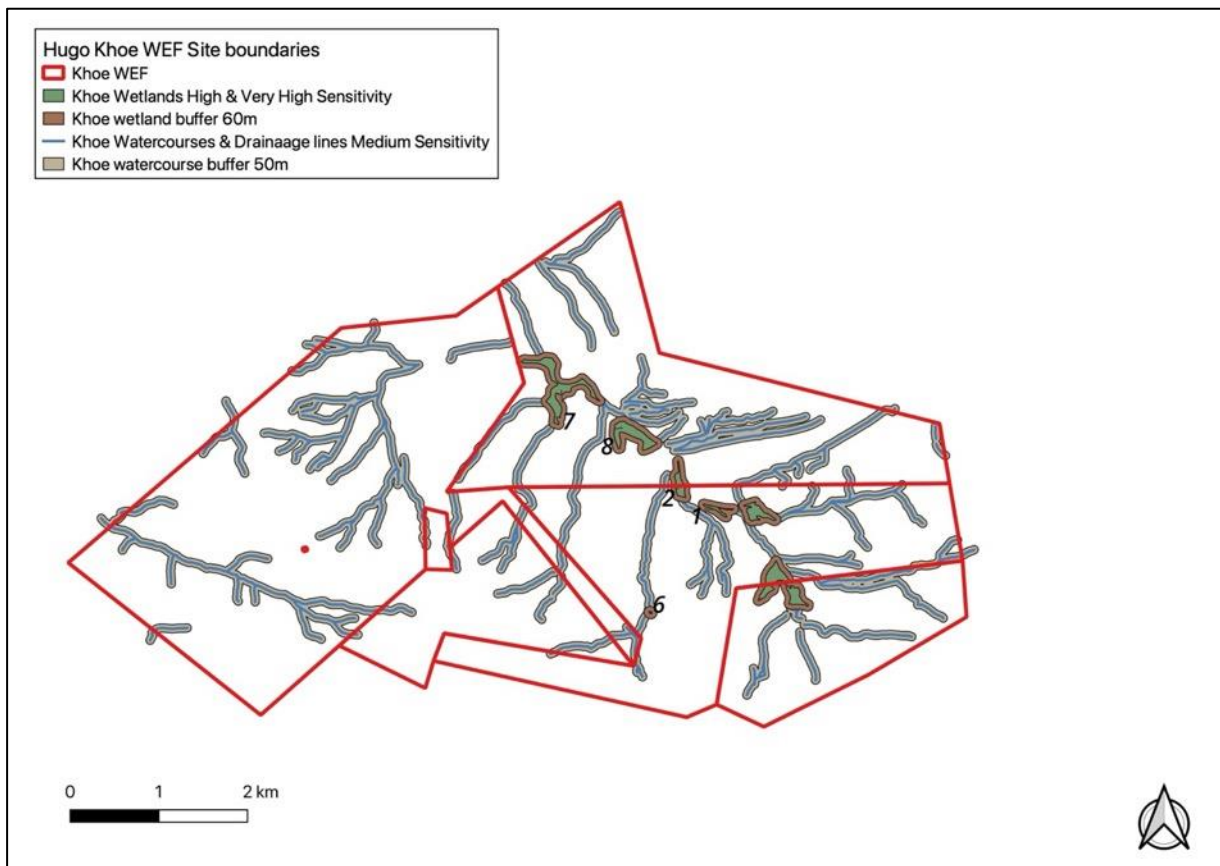 Hugo Khoe WEF Site boundaries
Khoe WEF
Khoe Wetlands High & Very High Sensitivity
Khoe wetland buffer 60m
Khoe Watercourses & Drainaage lines Medium Sensitivity
Khoe watercourse buffer 50m
7
8
2
1
6
0 1 2 km